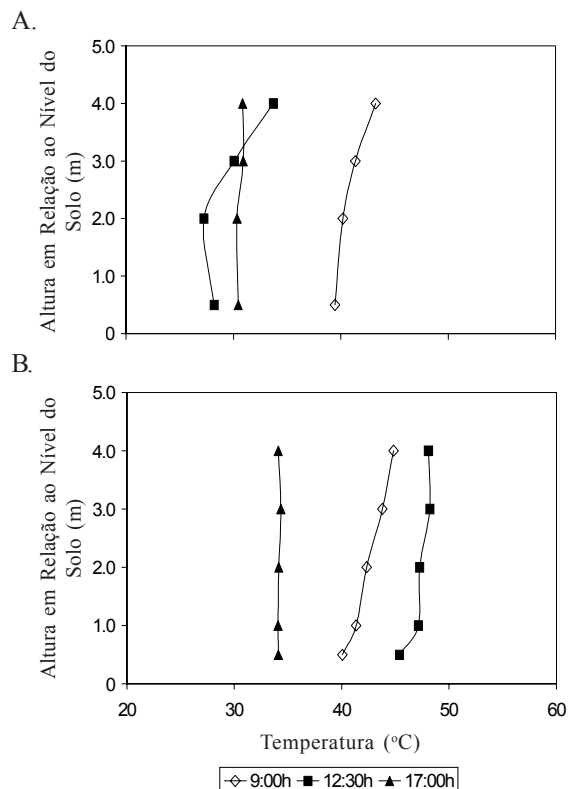 A.
Altura em Relação ao Nível do
Solo (m)
5.0
4.0
3.0
2.0
1.0
0
B.
Altura em Relação ao Nível do
Solo (m)
5.0
4.0
3.0
2.0
1.0
0
20 30 40 50 60
Temperatura (ºC)
9:00h 12:30h 17:00h